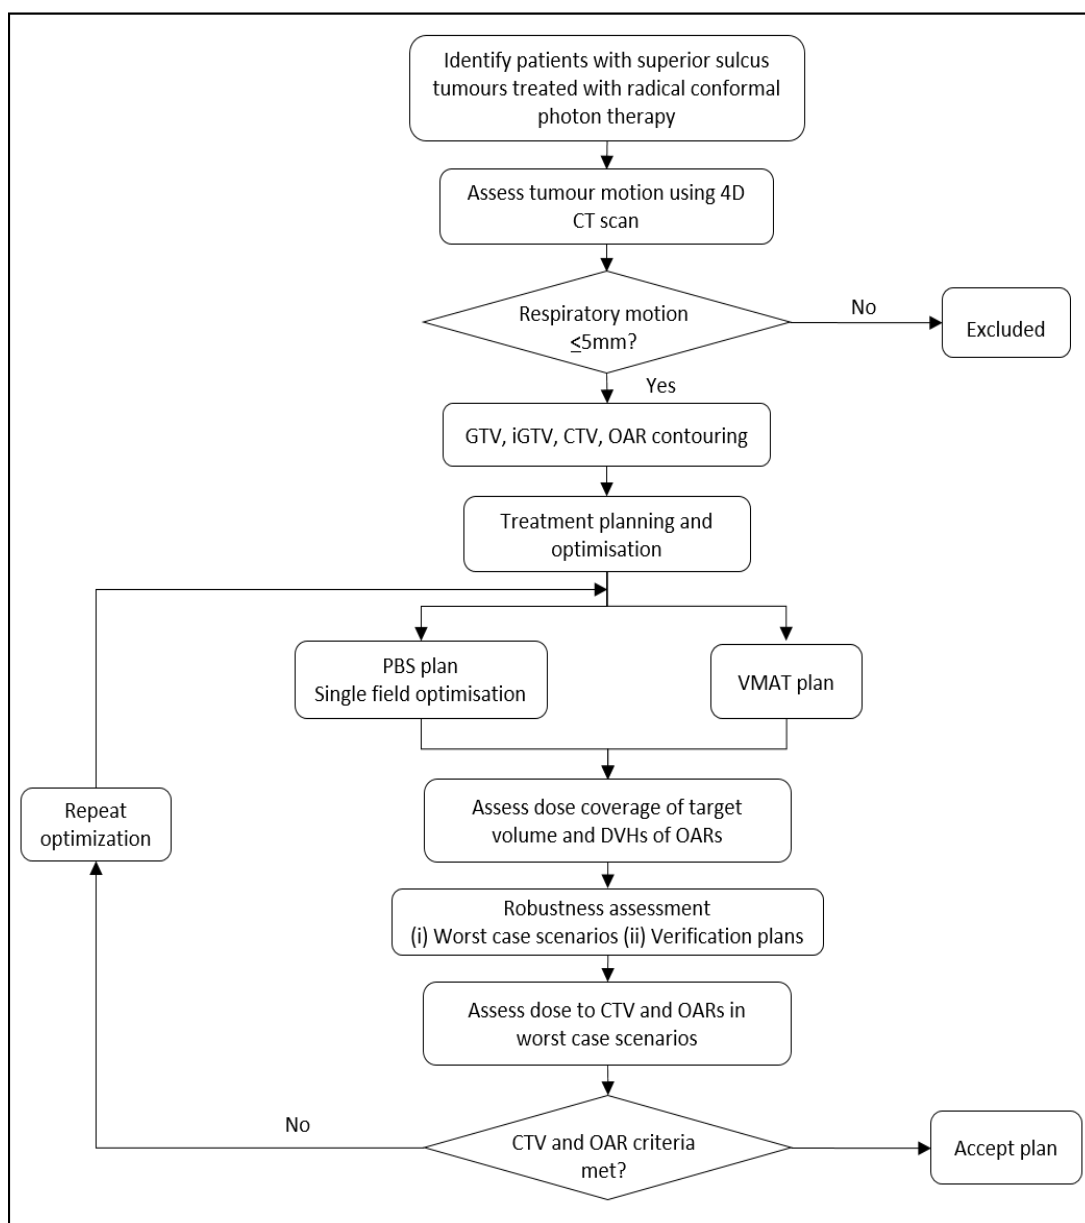 Identify patients with superior sulcus
tumours treated with radical conformal
photon therapy
Assess tumour motion using 4D
CT scan
Respiratory motion
≤5mm?
No
Excluded
Yes
GTV, iGTV, CTV, OAR contouring
Treatment planning and
optimisation
PBS plan
Single field optimisation
VMAT plan
Assess dose coverage of target
volume and DVHs of OARs
Repeat
optimization
Robustness assessment
(i) Worst case scenarios (ii) Verification plans
Assess dose to CTV and OARs in
worst case scenarios
No
CTV and OAR criteria
met?
Accept plan